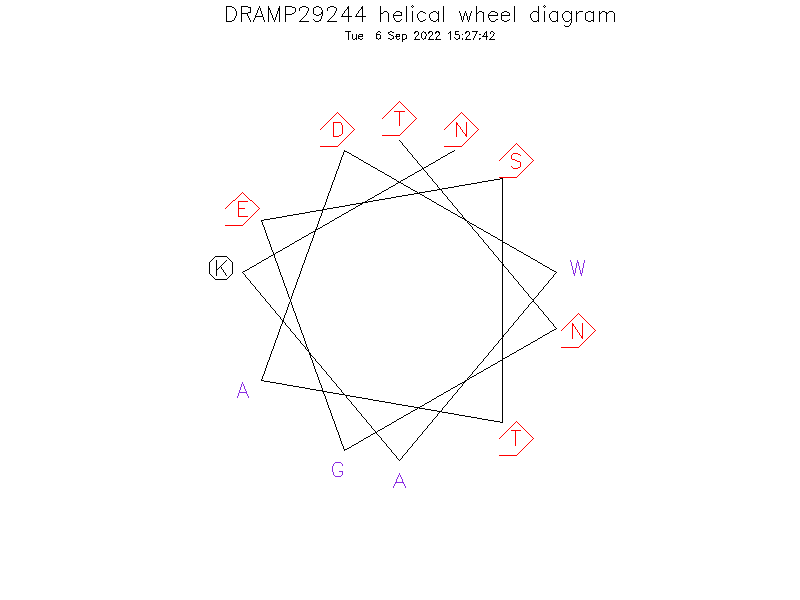 DRAMP29244 helical wheel diagram
Tue 6 Sep 2022 15:27:42
D T N
S
E
K W
N
A
T
G A